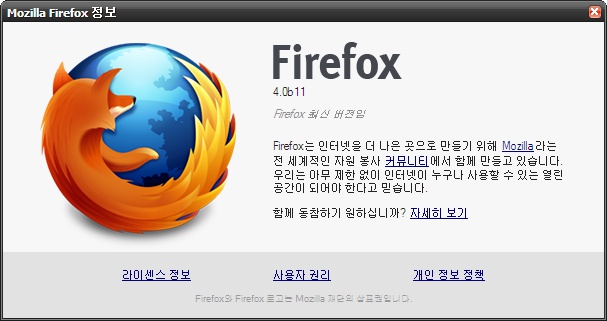 Mozilla Firefox 정보
Firefox
4.0b11
Firefox 최신 버전임
Firefox는 인터넷을 더 나은 곳으로 만들기 위해 Mozilla라는
전 세계적인 자원 봉사 커뮤니티에서 함께 만들고 있습니다.
우리는 아무 제한 없이 인터넷이 누구나 사용할 수 있는 열린
공간이 되어야 한다고 믿습니다.
함께 동참하기 원하십니까? 자세히 보기
라이센스 정보
사용자 권리
개인 정보 정책
Firefox와 Firefox 로고는 Mozilla 재단의 상표권입니다.